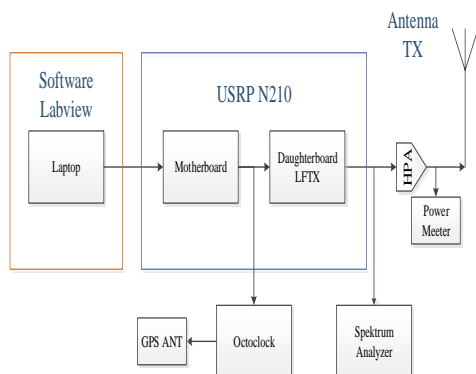 Antenna
TX
Software
Labview
USRP N210
Laptop
Motherboard
Daughterboard
LFTX
HPA
Power
Meeter
GPS ANT
Octoclock
Spektrum
Analyzer